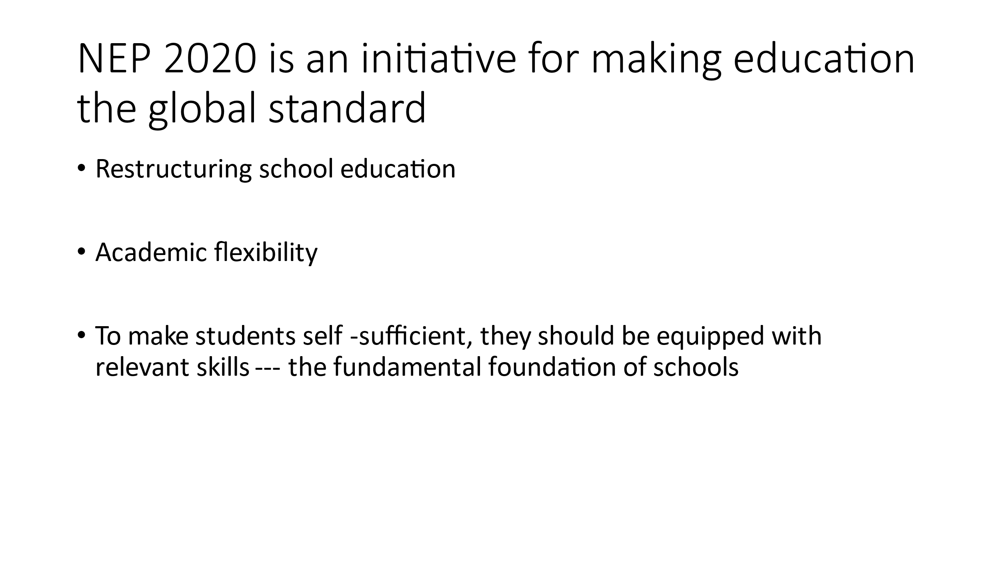 NEP 2020 is an initiative for making education
the global standard
• Restructuring school education
• Academic flexibility
• To make students self -sufficient, they should be equipped with
relevant skills --- the fundamental foundation of schools